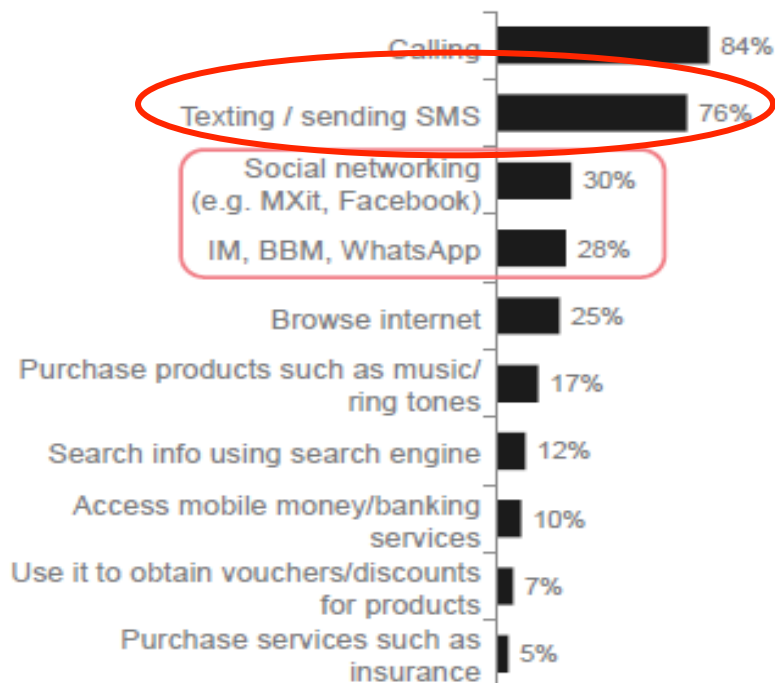 Calling 84%
Texting / sending SMS 76%
Social networking
(e.g. MXit, Facebook) 30%
IM, BBM, WhatsApp 28%
Browse internet 25%
Purchase products such as music/
ring tones 17%
Search info using search engine 12%
Access mobile money/banking
services 10%
Use it to obtain vouchers/discounts
for products 7%
Purchase services such as
insurance 5%